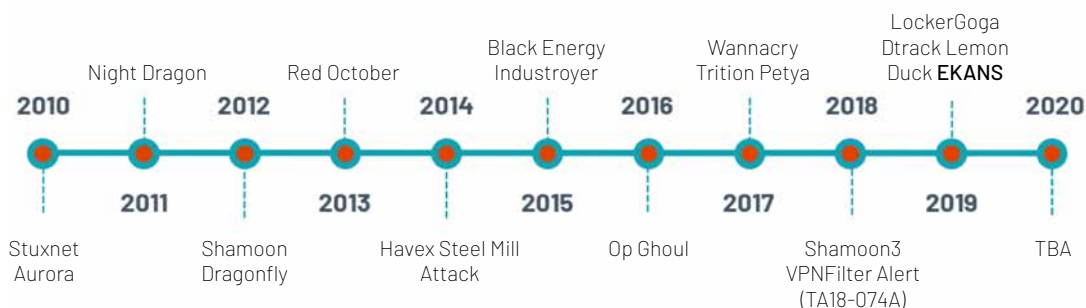 LockerGoga
Dtrack Lemon
Duck EKANS
Black Energy
Industroyer
Wannacry
Trition Petya
Night Dragon
Red October
2010
2012
2014
2016
2018
2020
2011
2013
2015
2017
2019
Stuxnet
Aurora
Shamoon
Dragonfly
Havex Steel Mill
Attack
Op Ghoul
Shamoon3
VPNFilter Alert
(TA18-074A)
TBA